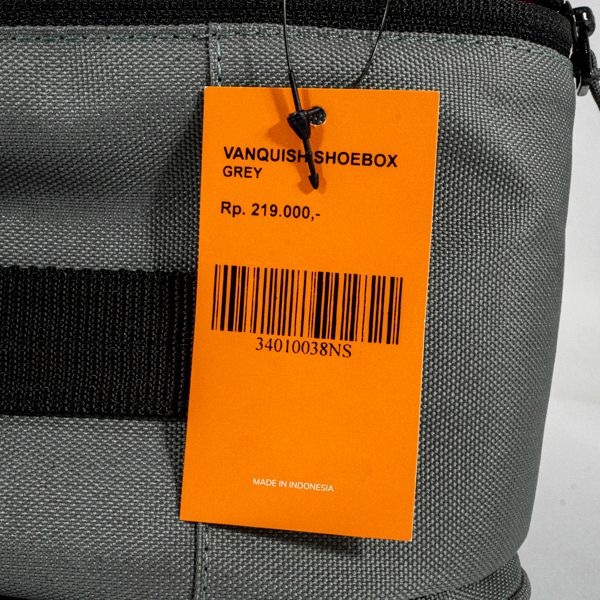 VANQUISH SHOEBOX
GREY
Rp. 219.000,-
34010038NS
MADE IN INDONESIA